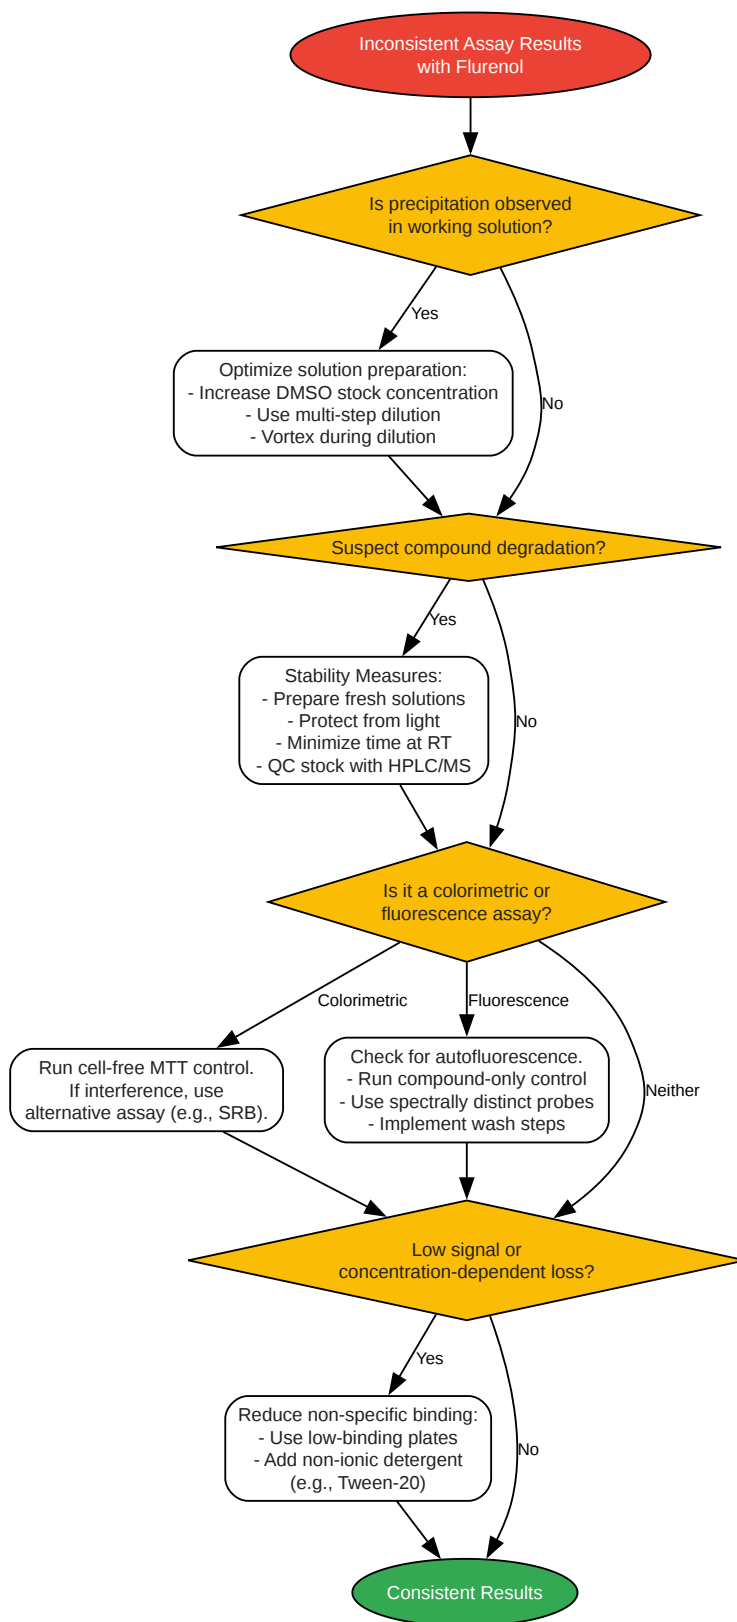 Inconsistent Assay Results
with Flurenol
Is precipitation observed
in working solution?
Yes
Optimize solution preparation:
- Increase DMSO stock concentration
- Use multi-step dilution
- Vortex during dilution
No
Suspect compound degradation?
Yes
Stability Measures:
- Prepare fresh solutions
- Protect from light
- Minimize time at RT
- QC stock with HPLC/MS
No
Is it a colorimetric or
fluorescence assay?
Colorimetric
Fluorescence
Neither
Run cell-free MTT control.
If interference, use
alternative assay (e.g., SRB).
Check for autofluorescence.
- Run compound-only control
- Use spectrally distinct probes
- Implement wash steps
Low signal or
concentration-dependent loss?
Yes
Reduce non-specific binding:
- Use low-binding plates
- Add non-ionic detergent
(e.g., Tween-20)
No
Consistent Results